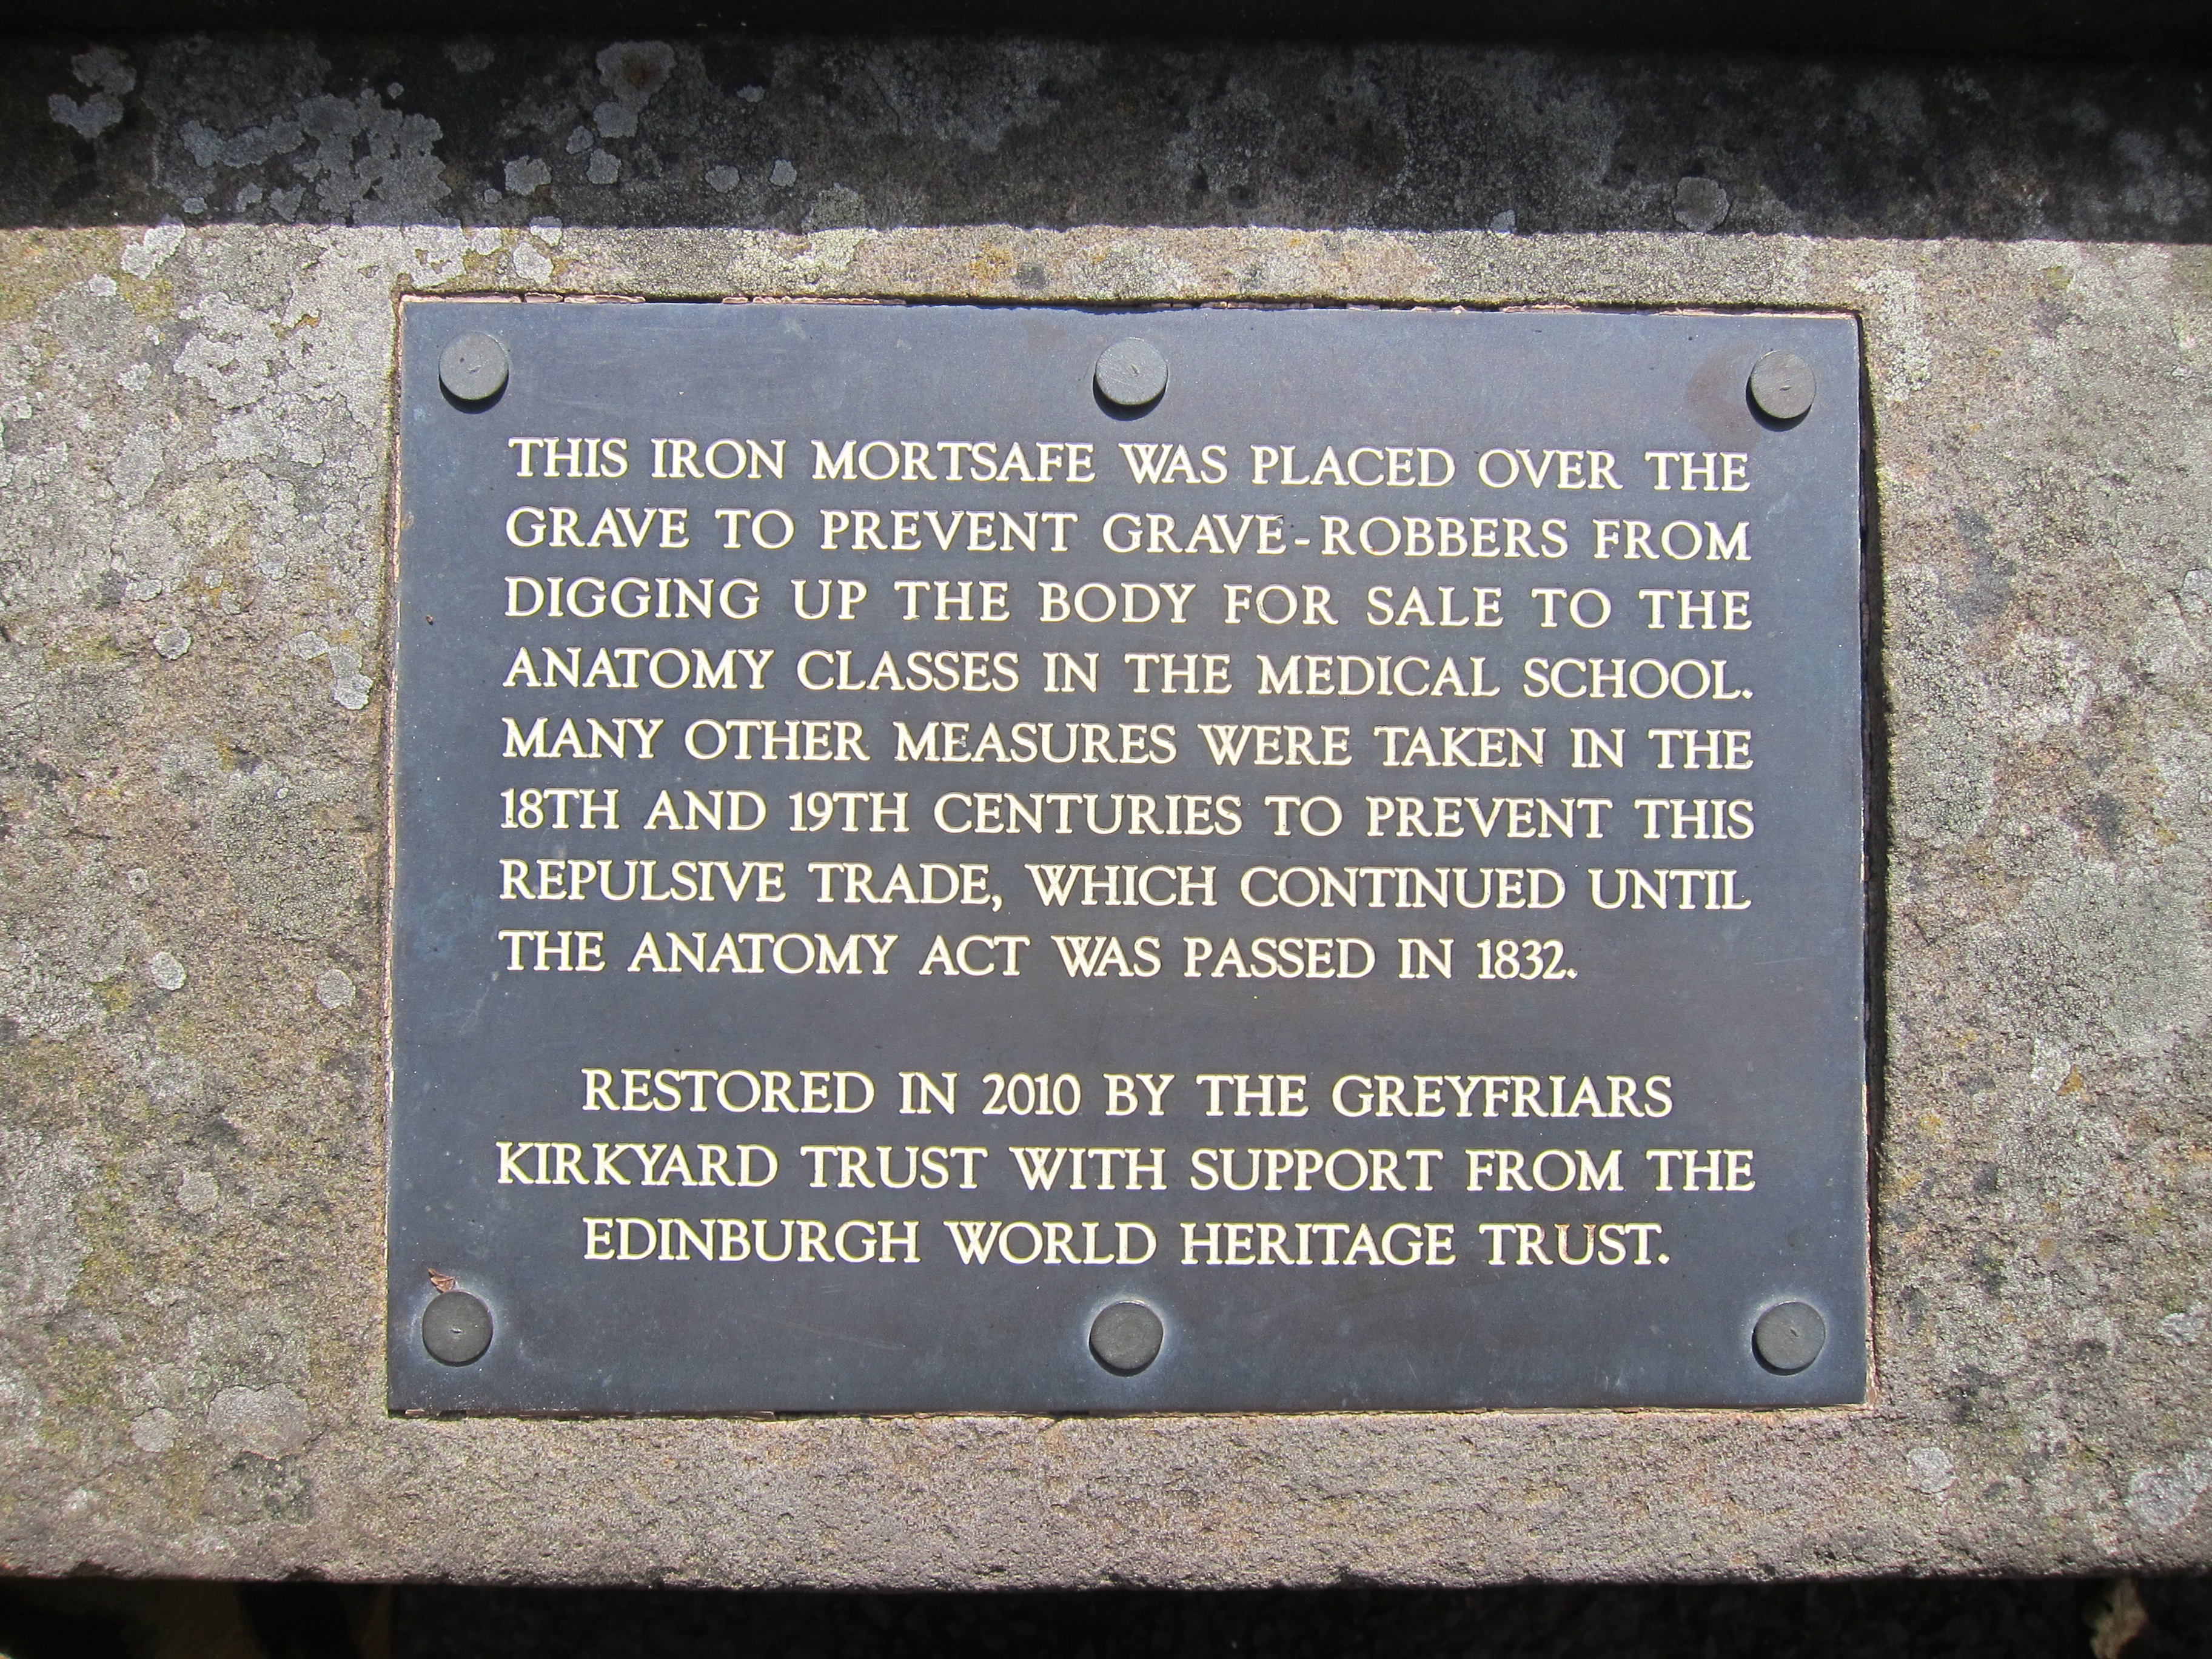 THIS IRON MORTSAFE WAS PLACED OVER THE
GRAVE TO PREVENT GRAVE-ROBBERS FROM
DIGGING UP THE BODY FOR SALE TO THE
ANATOMY CLASSES IN THE MEDICAL SCHOOL.
MANY OTHER MEASURES WERE TAKEN IN THE
18TH AND 19TH CENTURIES TO PREVENT THIS
REPULSIVE TRADE, WHICH CONTINUED UNTIL
THE ANATOMY ACT WAS PASSED IN 1832.
RESTORED IN 2010 BY THE GREYFRIARS
KIRKYARD TRUST WITH SUPPORT FROM THE
EDINBURGH WORLD HERITAGE TRUST.